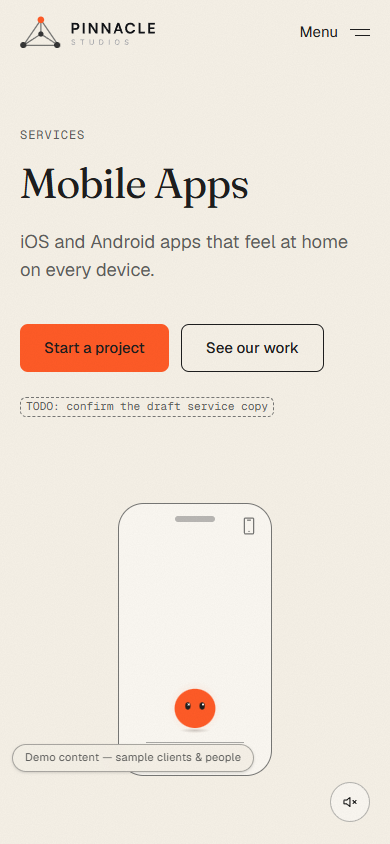 PINNACLE
STUDIOS
Menu
SERVICES
Mobile Apps
iOS and Android apps that feel at home
on every device.
Start a project
See our work
TODO: confirm the draft service copy
Demo content — sample clients & people